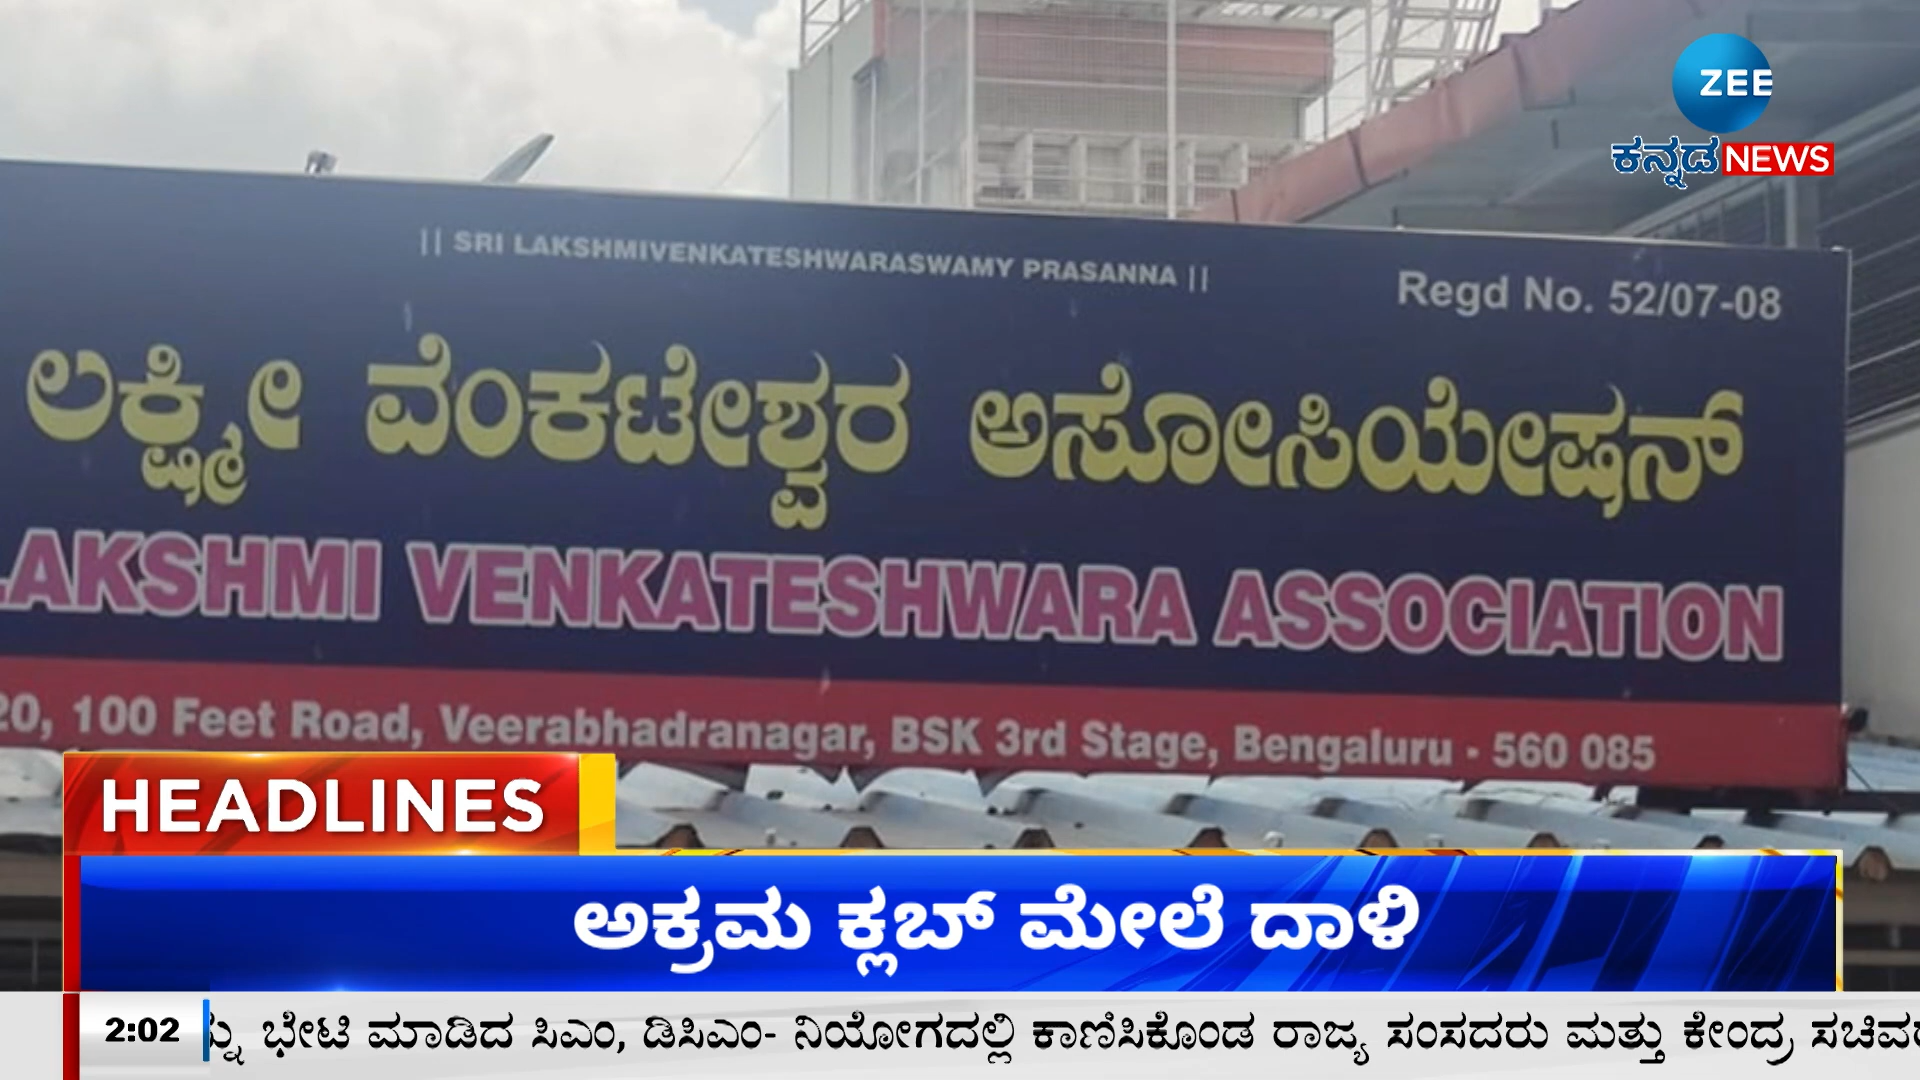 ZEE
ಕನ್ನಡ NEWS
|| SRI LAKSHMIVENKATESHWARASWAMY PRASANNA ||
Regd No. 52/07-08
ಲಕ್ಷ್ಮೀ ವೆಂಕಟೇಶ್ವರ ಅಸೋಸಿಯೇಷನ್
LAKSHMI VENKATESHWARA ASSOCIATION
20, 100 Feet Road, Veerabhadranagar, BSK 3rd Stage, Bengaluru - 560 085
HEADLINES
ಅಕ್ರಮ ಕ್ಲಬ್ ಮೇಲೆ ದಾಳಿ
2:02
ಭೇಟಿ ಮಾಡಿದ ಸಿಎಂ, ಡಿಸಿಎಂ- ನಿಯೋಗದಲ್ಲಿ ಕಾಣಿಸಿಕೊಂಡ ರಾಜ್ಯ ಸಂಸದರು ಮತ್ತು ಕೇಂದ್ರ ಸಚಿವರ